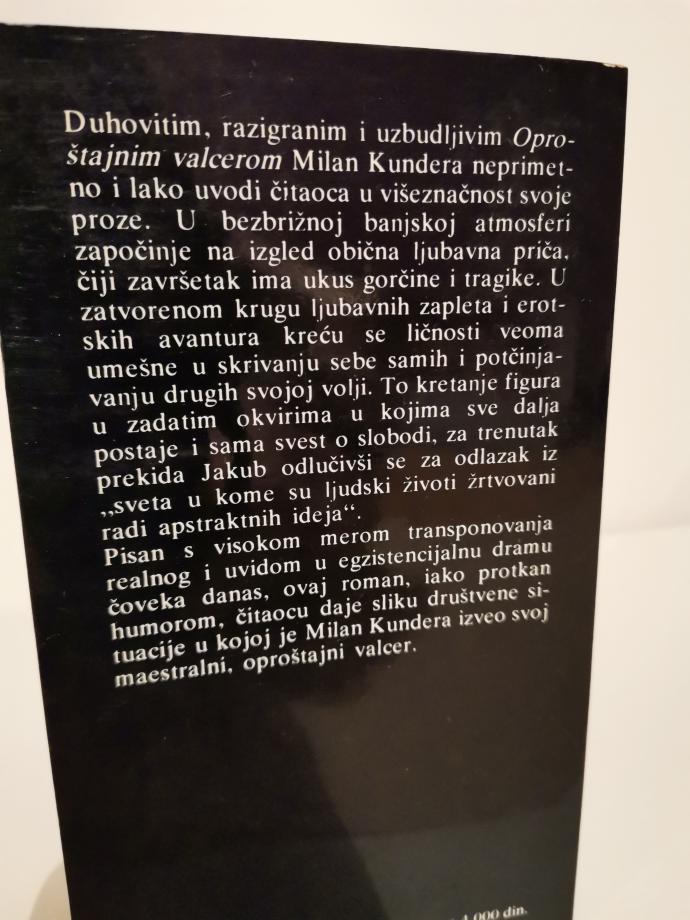 Duhovitim, razigranim i uzbudljivim Opro-
štajnim valcerom Milan Kundera neprimet-
no i lako uvodi čitaoca u višeznačnost svoje
proze. U bezbrižnoj banjskoj atmosferi
započinje na izgled obična ljubavna priča,
čiji završetak ima ukus gorčine i tragike. U
zatvorenom krugu ljubavnih zapleta i erot-
skih avantura kreću se ličnosti veoma
umešne u skrivanju sebe samih i potčinja-
vanju drugih svojoj volji. To kretanje figura
u zadatim okvirima u kojima sve dalja
postaje i sama svest o slobodi, za trenutak
prekida Jakub odlučivši se za odlazak iz
„sveta u kome su ljudski životi žrtvovani
radi apstraktnih ideja“.
Pisan s visokom merom transponovanja
realnog i uvidom u egzistencijalnu dramu
čoveka danas, ovaj roman, iako protkan
humorom, čitaocu daje sliku društvene si-
tuacije u kojoj je Milan Kundera izveo svoj
maestralni, oproštajni valcer.
din.